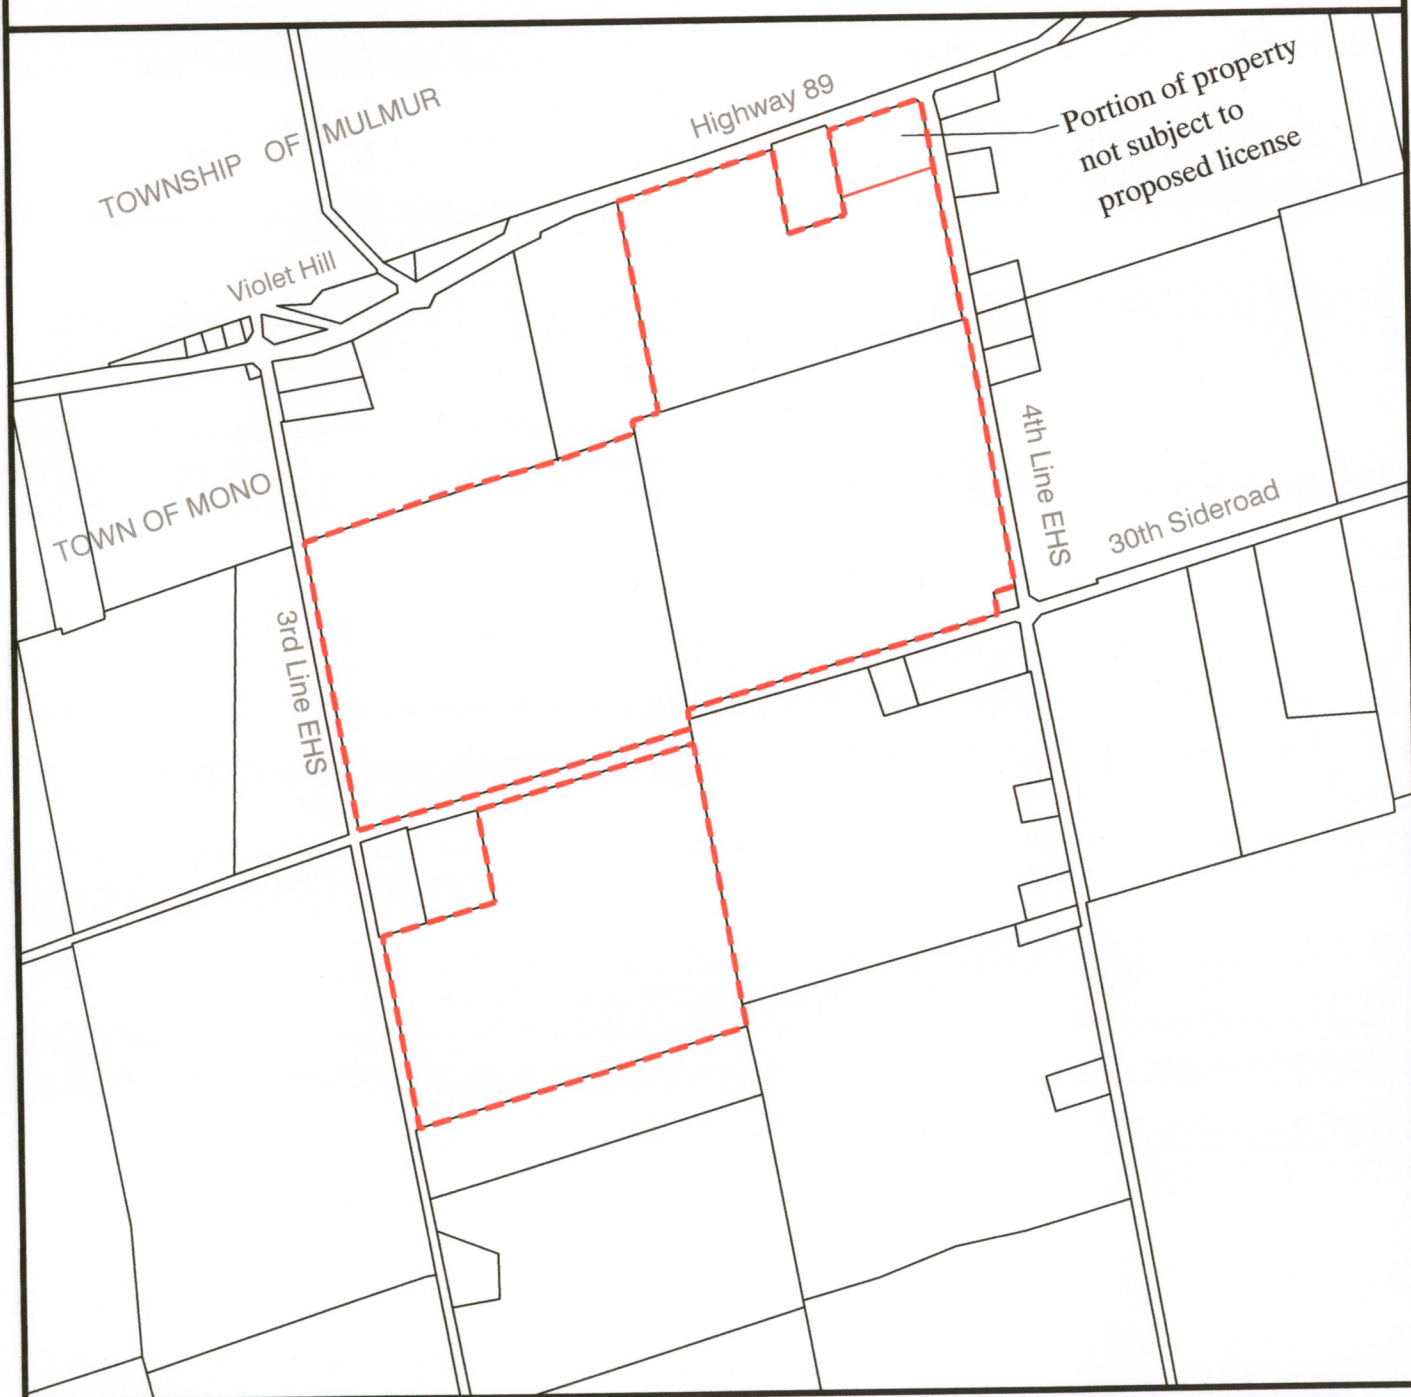 Highway 89
Portion of property
not subject to
proposed license
TOWNSHIP OF MULMUR
Violet Hill
TOWN OF MONO
4th Line EHS
30th Sideroad
3rd Line EHS